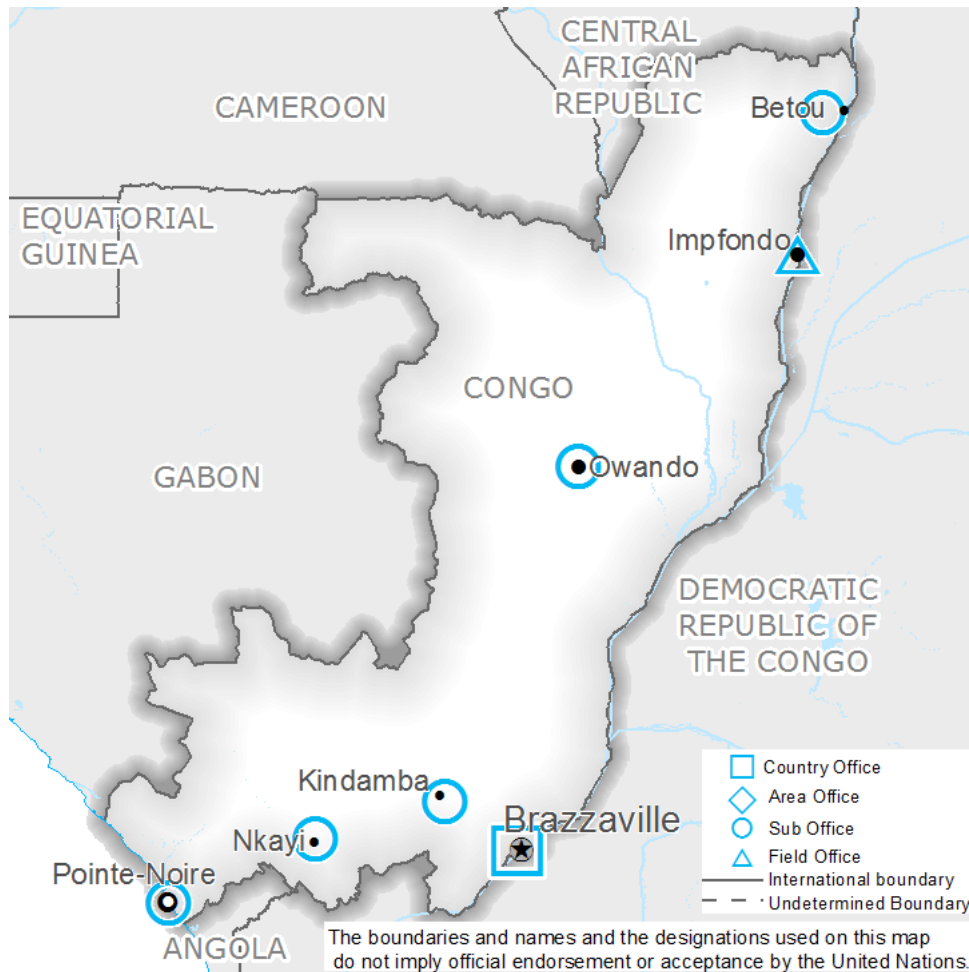 CENTRAL
AFRICAN
REPUBLIC
CAMEROON
Betou
EQUATORIAL
GUINEA
Impfondo
CONGO
GABON
Owando
DEMOCRATIC
REPUBLIC OF
THE CONGO
Kindamba
Brazzaville
Nkayi
Pointe-Noire
ANGOLA
Country Office
Area Office
Sub Office
Field Office
International boundary
Undetermined Boundary
The boundaries and names and the designations used on this map
do not imply official endorsement or acceptance by the United Nations.